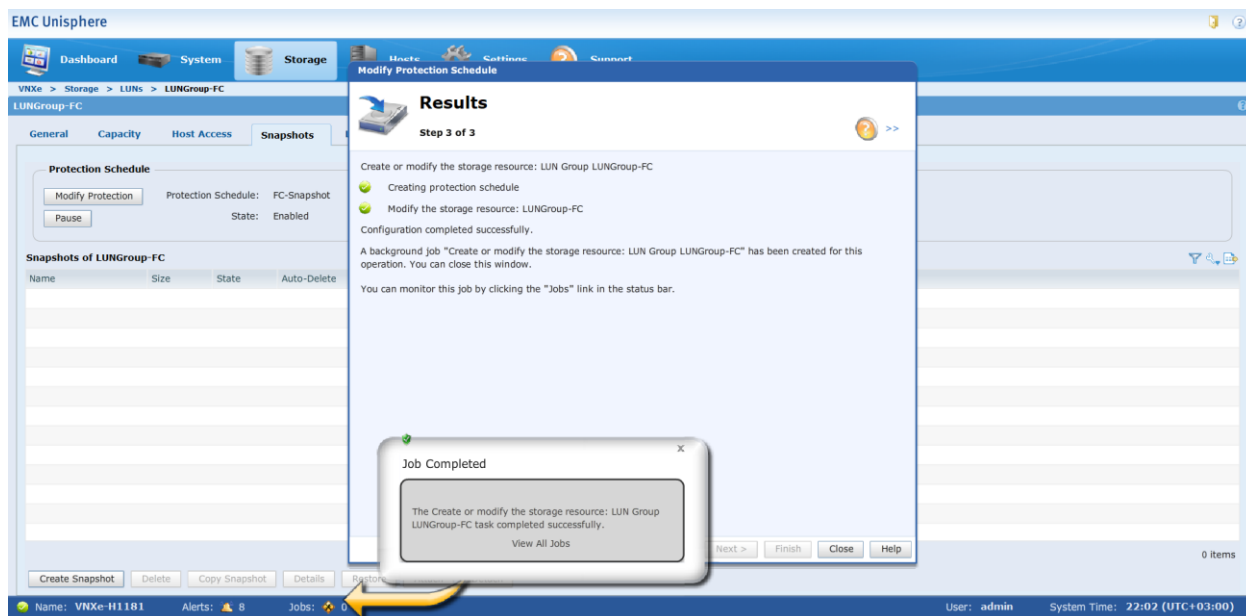 EMC Unisphere
Dashboard
System
Storage
Hosts
Settings
Support
VNXe > Storage > LUNs > LUNGroup-FC
LUNGroup-FC
General
Capacity
Host Access
Snapshots
Protection Schedule
Modify Protection
Protection Schedule: FC-Snapshot
Pause
State: Enabled
Snapshots of LUNGroup-FC
Name
Size
State
Auto-Delete
Modify Protection Schedule
Results
Step 3 of 3
>>
Create or modify the storage resource: LUN Group LUNGroup-FC
Creating protection schedule
Modify the storage resource: LUNGroup-FC
Configuration completed successfully.
A background job "Create or modify the storage resource: LUN Group LUNGroup-FC" has been created for this
operation. You can close this window.
You can monitor this job by clicking the "Jobs" link in the status bar.
x
Job Completed
The Create or modify the storage resource: LUN Group
LUNGroup-FC task completed successfully.
View All Jobs
Next >
Finish
Close
Help
0 items
Create Snapshot
Delete
Copy Snapshot
Details
Restore
Name: VNXe-H1181
Alerts: 8
Jobs: 0
User: admin
System Time: 22:02 (UTC+03:00)